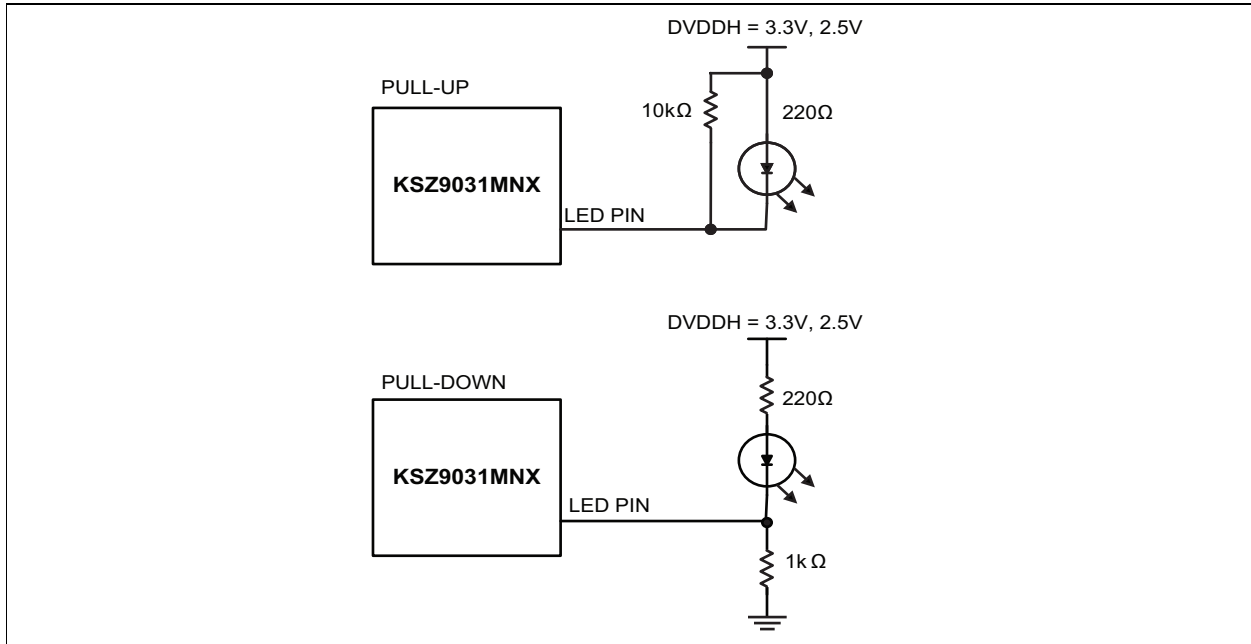 DVDDH = 3.3V, 2.5V
PULL-UP
10kΩ
220Ω
KSZ9031MNX
LED PIN
DVDDH = 3.3V, 2.5V
PULL-DOWN
220Ω
KSZ9031MNX
LED PIN
1k Ω